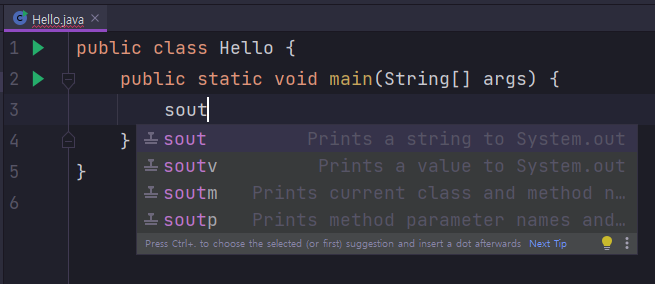 Hello.java
1 public class Hello {
2 public static void main(String[] args) {
3 sout
sout Prints a string to System.out
soutv Prints a value to System.out
soutm Prints current class and method n…
soutp Prints method parameter names and…
Press Ctrl+. to choose the selected (or first) suggestion and insert a dot afterwards Next Tip
4 }
5 }
6